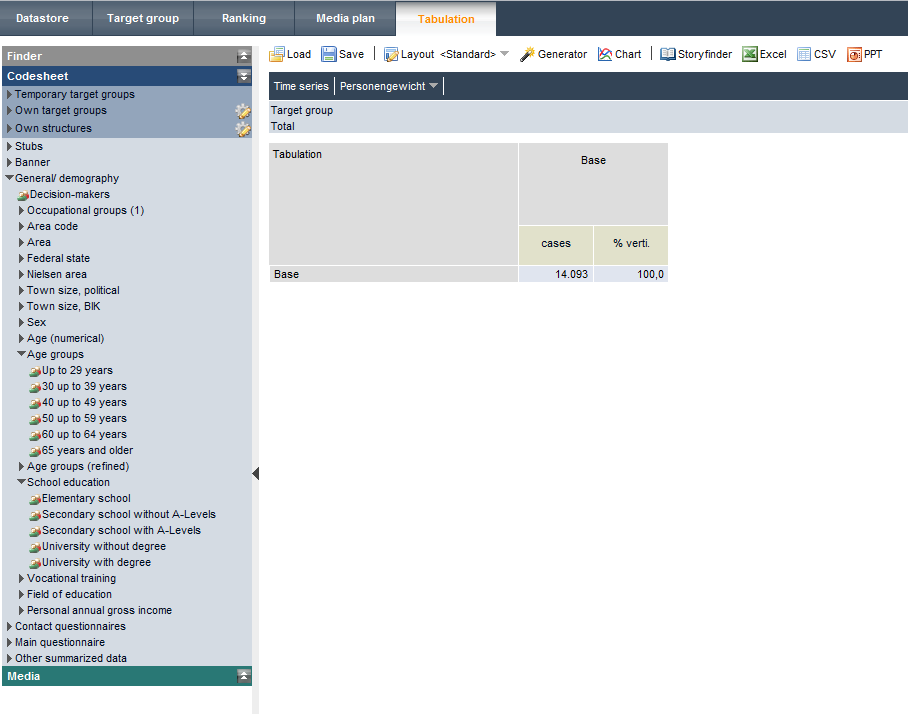 Datastore Target group Ranking Media plan Tabulation
Finder
Codesheet
Temporary target groups
Own target groups
Own structures
Stubs
Banner
General/ demography
Decision-makers
Occupational groups (1)
Area code
Area
Federal state
Nielsen area
Town size, political
Town size, BIK
Sex
Age (numerical)
Age groups
Up to 29 years
30 up to 39 years
40 up to 49 years
50 up to 59 years
60 up to 64 years
65 years and older
Age groups (refined)
School education
Elementary school
Secondary school without A-Levels
Secondary school with A-Levels
University without degree
University with degree
Vocational training
Field of education
Personal annual gross income
Contact questionnaires
Main questionnaire
Other summarized data
Media
Load Save Layout <Standard> Generator Chart Storyfinder Excel CSV PPT
Time series Personengewicht
Target group
Total
Tabulation Base
cases % verti.
Base 14.093 100,0